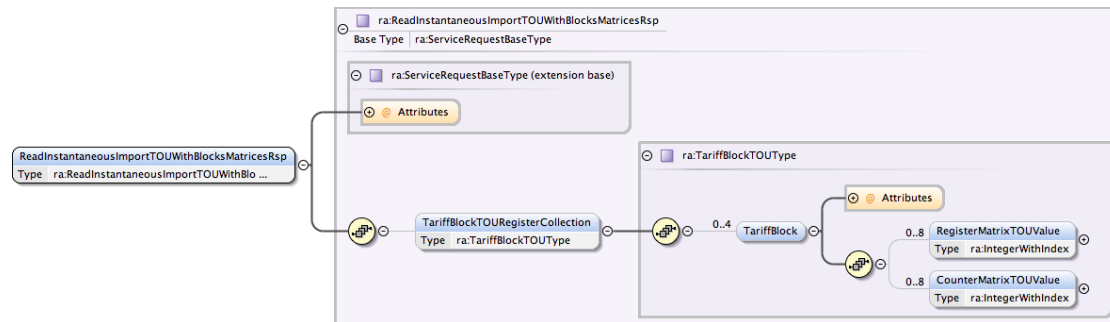 ra:ReadInstantaneousImportTOUWithBlocksMatricesRsp
Base Type ra:ServiceRequestBaseType
ra:ServiceRequestBaseType (extension base)
@ Attributes
ReadInstantaneousImportTOUWithBlocksMatricesRsp
Type ra:ReadInstantaneousImportTOUWithBlo ...
TariffBlockTOURegisterCollection
Type ra:TariffBlockTOUType
ra:TariffBlockTOUType
0..4
TariffBlock
@ Attributes
0..8
RegisterMatrixTOUValue
Type ra:IntegerWithIndex
0..8
CounterMatrixTOUValue
Type ra:IntegerWithIndex